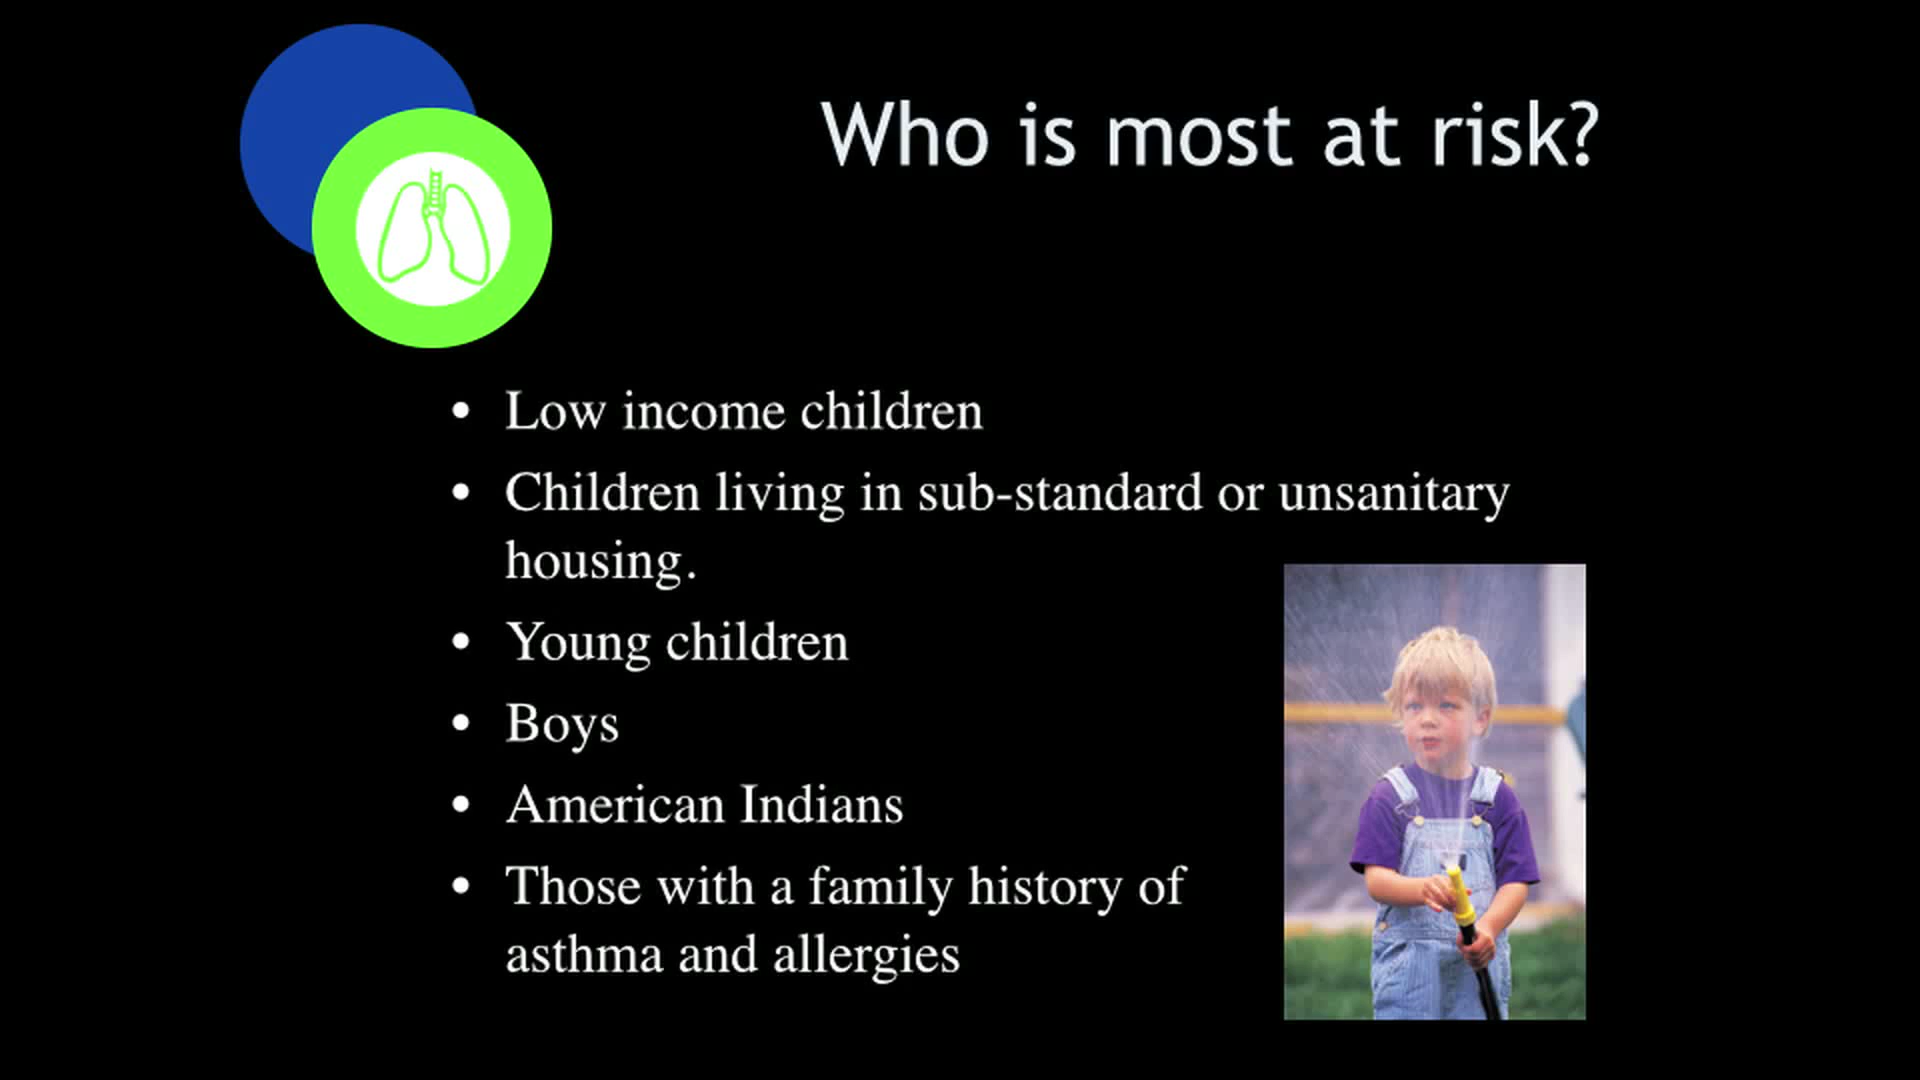 Who is most at risk?
• Low income children
• Children living in sub-standard or unsanitary
housing.
• Young children
• Boys
• American Indians
• Those with a family history of
asthma and allergies